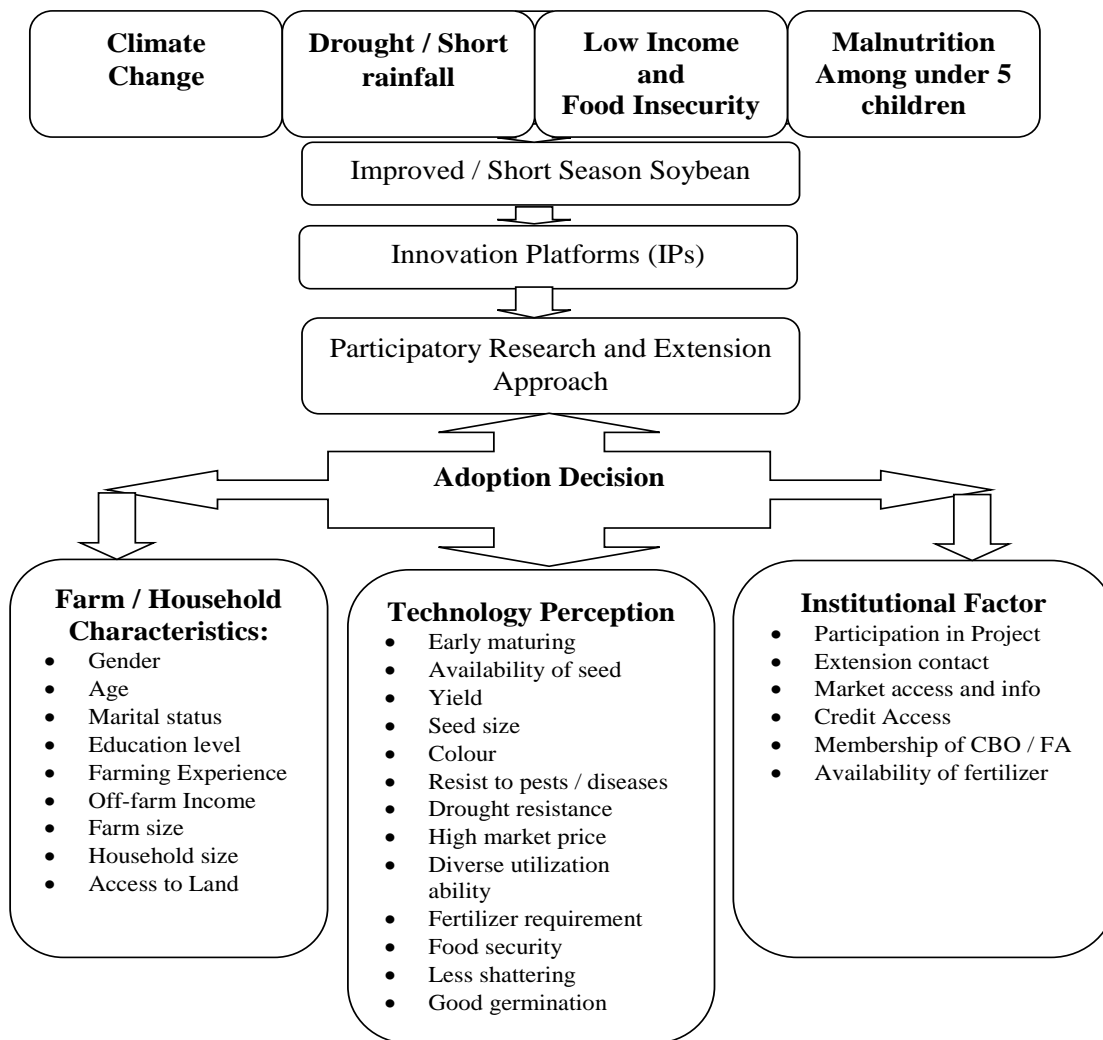 Climate
Change
Drought / Short
rainfall
Low Income
and
Food Insecurity
Malnutrition
Among under 5
children
Improved / Short Season Soybean
Innovation Platforms (IPs)
Participatory Research and Extension
Approach
Adoption Decision
Farm / Household
Characteristics:
• Gender
• Age
• Marital status
• Education level
• Farming Experience
• Off-farm Income
• Farm size
• Household size
• Access to Land
Technology Perception
• Early maturing
• Availability of seed
• Yield
• Seed size
• Colour
• Resist to pests / diseases
• Drought resistance
• High market price
• Diverse utilization
ability
• Fertilizer requirement
• Food security
• Less shattering
• Good germination
Institutional Factor
• Participation in Project
• Extension contact
• Market access and info
• Credit Access
• Membership of CBO / FA
• Availability of fertilizer